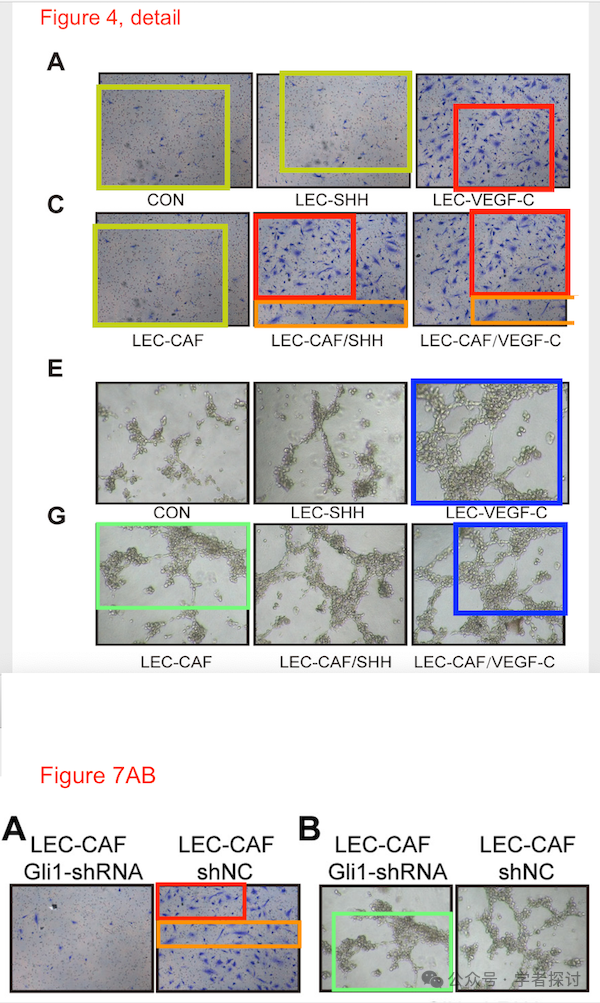 Figure 4, detail
A
CON LEC-SHH LEC-VEGF-C
C
LEC-CAF LEC-CAF/SHH LEC-CAF/VEGF-C
E
CON LEC-SHH LEC-VEGF-C
G
LEC-CAF LEC-CAF/SHH LEC-CAF/VEGF-C
Figure 7AB
A LEC-CAF LEC-CAF B LEC-CAF LEC-CAF
Gli1-shRNA shNC Gli1-shRNA shNC
公众号 · 学者探讨